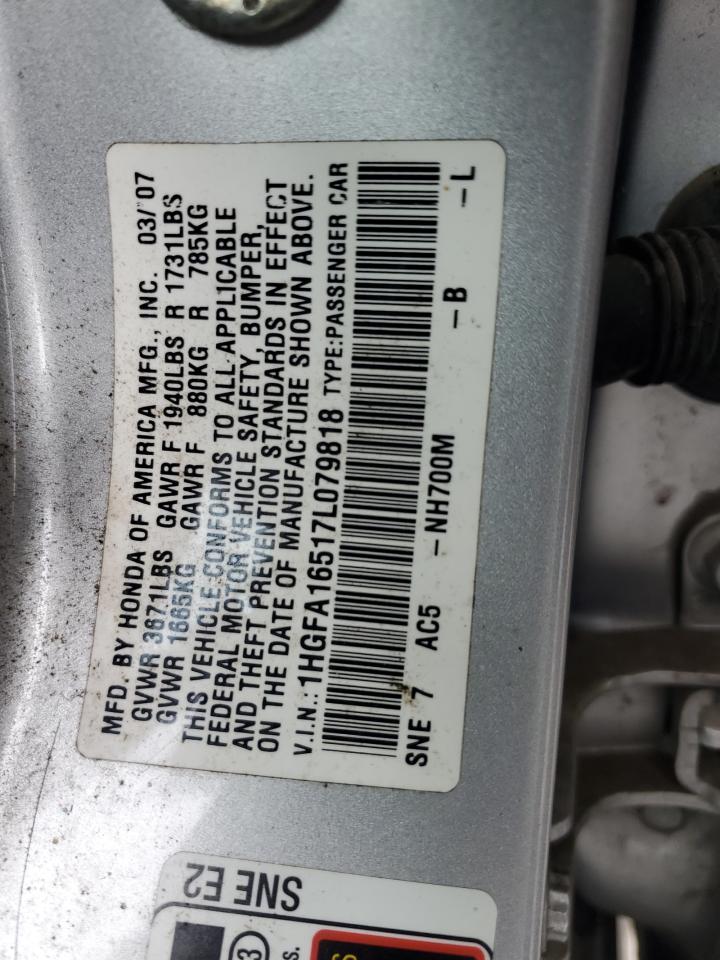 MFD. BY HONDA OF AMERICA MFG., INC. 03/07
GVWR 3671LBS GAWR F 1940LBS R 1731LBS
GVWR 1665KG GAWR F 880KG R 785KG
THIS VEHICLE CONFORMS TO ALL APPLICABLE
FEDERAL MOTOR VEHICLE SAFETY, BUMPER,
AND THEFT PREVENTION STANDARDS IN EFFECT
ON THE DATE OF MANUFACTURE SHOWN ABOVE.
V.I.N.: 1HGFA16517L079818 TYPE:PASSENGER CAR
SNE 7 AC5 -NH700M -B -L
SNE E2
3
s.